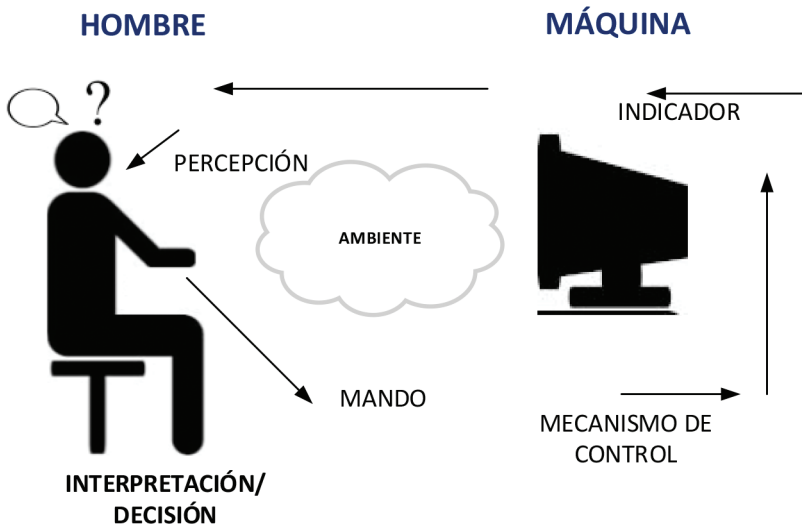 HOMBRE
MÁQUINA
?
INDICADOR
PERCEPCIÓN
AMBIENTE
MANDO
MECANISMO DE
CONTROL
INTERPRETACIÓN/
DECISIÓN